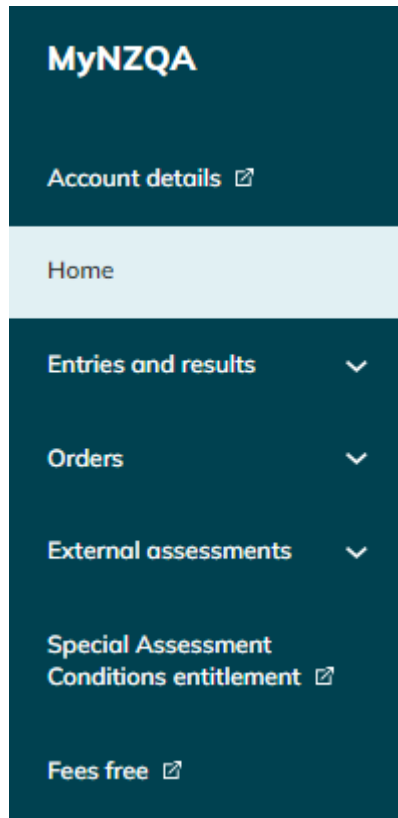 MyNZQA
Account details
Home
Entries and results
Orders
External assessments
Special Assessment
Conditions entitlement
Fees free